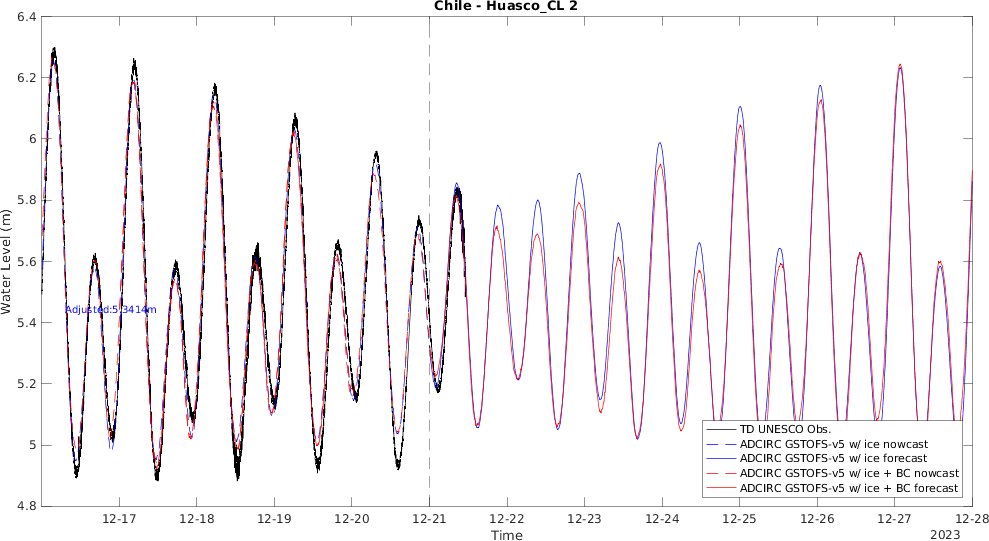 Chile - Huasco_CL 2
6.4
6.2
6
5.8
5.6
5.4
5.2
5
4.8
Water Level (m)
Adjusted:5.3414m
TD UNESCO Obs.
ADCIRC GSTOFS-v5 w/ ice nowcast
ADCIRC GSTOFS-v5 w/ ice forecast
ADCIRC GSTOFS-v5 w/ ice + BC nowcast
ADCIRC GSTOFS-v5 w/ ice + BC forecast
12-17 12-18 12-19 12-20 12-21 12-22 12-23 12-24 12-25 12-26 12-27 12-28
Time
2023